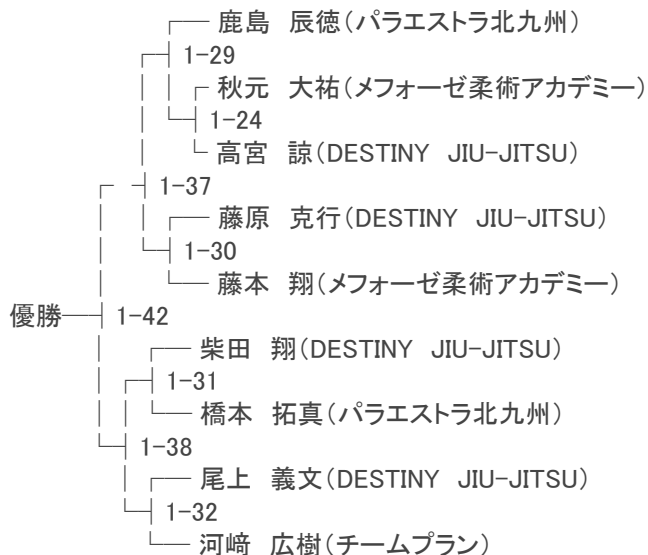 鹿島　辰徳（パラエストラ北九州）
1-29
秋元　大祐（メフォーゼ柔術アカデミー）
1-24
高宮　諒（DESTINY　JIU-JITSU）
1-37
藤原　克行（DESTINY　JIU-JITSU）
1-30
藤本　翔（メフォーゼ柔術アカデミー）
優勝 1-42
柴田　翔（DESTINY　JIU-JITSU）
1-31
橋本　拓真（パラエストラ北九州）
1-38
尾上　義文（DESTINY　JIU-JITSU）
1-32
河﨑　広樹（チームプラン）